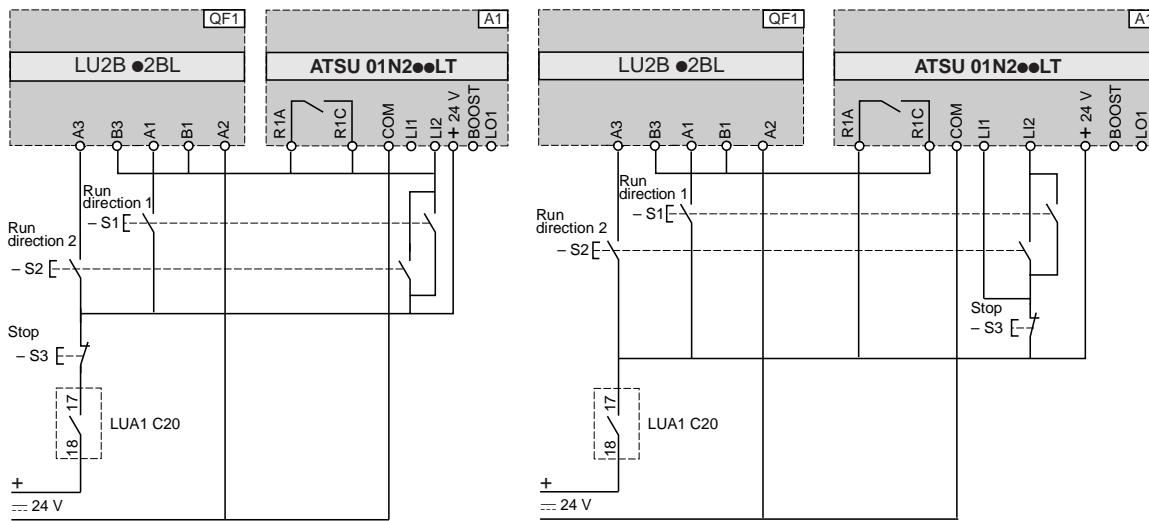 QF1
A1
LU2B ●2BL
ATSU 01N2●●LT
A3
B3
A1
B1
A2
R1A
R1C
COM
LI1
LI2
+ 24 V
BOOST
LO1
Run
direction 1
– S1
Run
direction 2
– S2
Stop
– S3
17
18
LUA1 C20
+
24 V
QF1
A1
LU2B ●2BL
ATSU 01N2●●LT
A3
B3
A1
B1
A2
R1A
R1C
COM
LI1
LI2
+ 24 V
BOOST
LO1
Run
direction 1
– S1
Run
direction 2
– S2
Stop
– S3
17
18
LUA1 C20
+
24 V